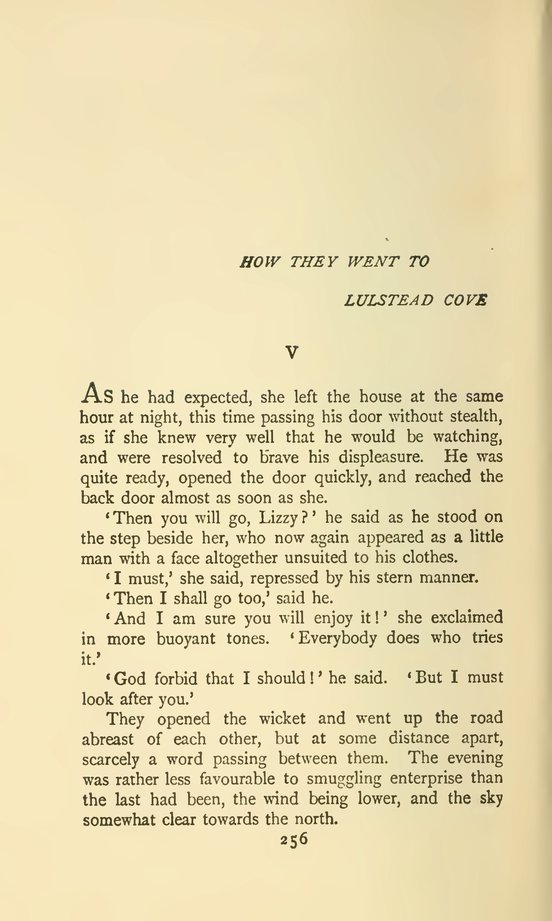 HOW THEY WENT TO
LULSTEAD COVE
V
As he had expected, she left the house at the same
hour at night, this time passing his door without stealth,
as if she knew very well that he would be watching,
and were resolved to brave his displeasure. He was
quite ready, opened the door quickly, and reached the
back door almost as soon as she.
‘Then you will go, Lizzy?’ he said as he stood on
the step beside her, who now again appeared as a little
man with a face altogether unsuited to his clothes.
‘I must,’ she said, repressed by his stern manner.
‘Then I shall go too,’ said he.
‘And I am sure you will enjoy it!’ she exclaimed
in more buoyant tones. ‘Everybody does who tries
it.’
‘God forbid that I should!’ he said. ‘But I must
look after you.’
They opened the wicket and went up the road
abreast of each other, but at some distance apart,
scarcely a word passing between them. The evening
was rather less favourable to smuggling enterprise than
the last had been, the wind being lower, and the sky
somewhat clear towards the north.
256